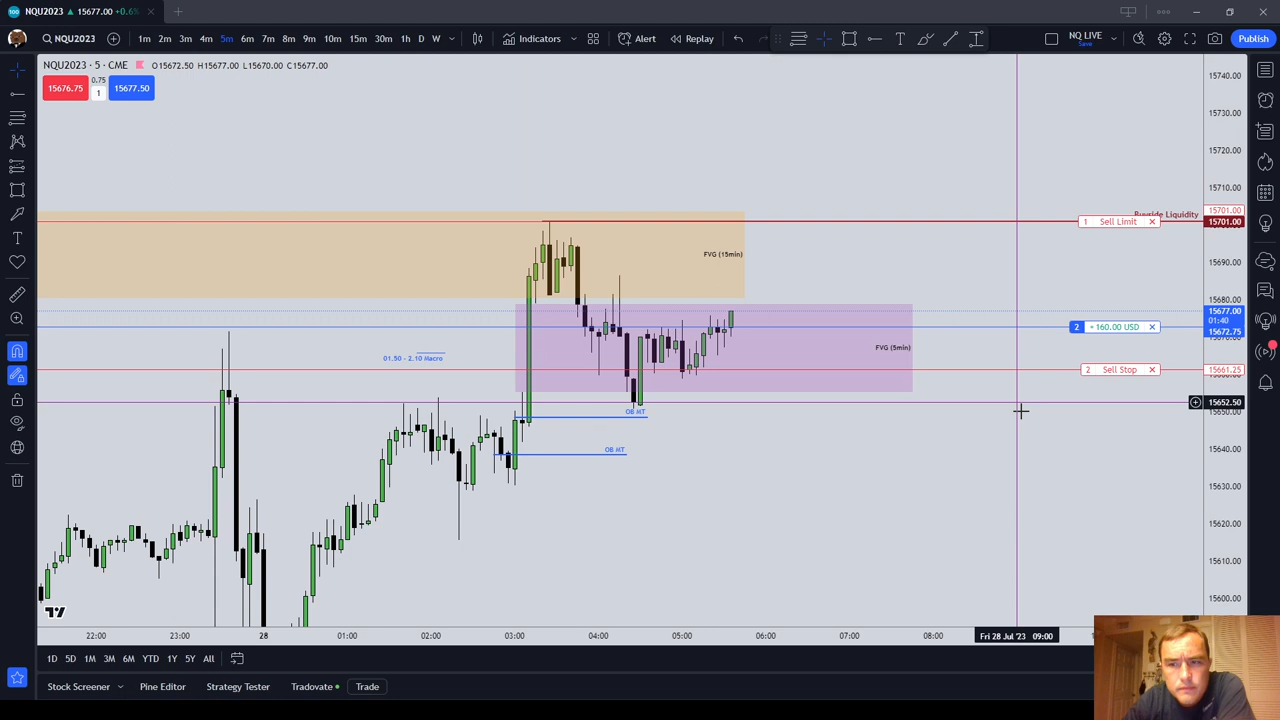 NQU2023 ▲ 15677.00 +0.6%
NQU2023 1m 2m 3m 4m 5m 6m 7m 8m 9m 10m 15m 30m 1h D W Indicators Alert Replay NQ LIVE Save Publish
NQU2023 · 5 · CME O15672.50 H15677.00 L15670.00 C15677.00
15676.75 0.75 1 15677.50
15740.00
15730.00
15720.00
15710.00
15701.00
Buyside Liquidity
1 Sell Limit 15701.00
FVG (15min)
15690.00
15680.00
15677.00
01:40
2 +160.00 USD 15672.75
FVG (5min)
01.50 - 2.10 Macro
2 Sell Stop 15661.25
15652.50
OB MT
OB MT
15640.00
15630.00
15620.00
15610.00
15600.00
22:00 23:00 28 01:00 02:00 03:00 04:00 05:00 06:00 07:00 08:00 Fri 28 Jul '23 09:00
1D 5D 1M 3M 6M YTD 1Y 5Y All
Stock Screener Pine Editor Strategy Tester Tradovate Trade